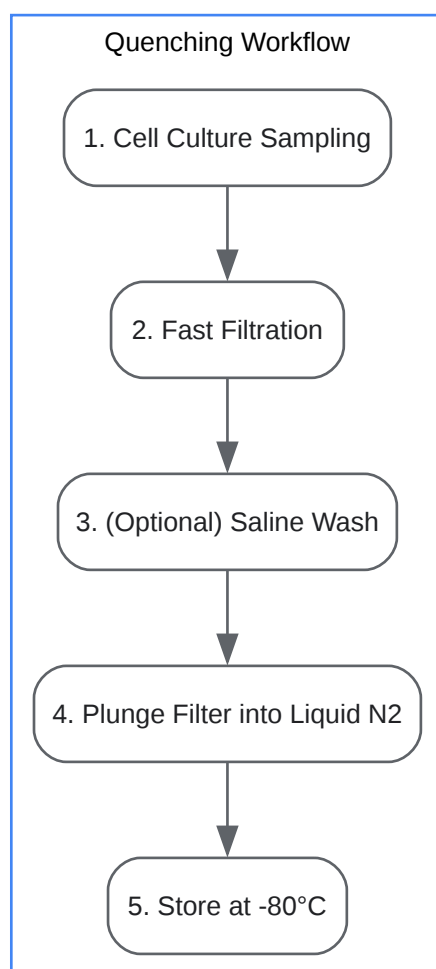 Quenching Workflow
1. Cell Culture Sampling
2. Fast Filtration
3. (Optional) Saline Wash
4. Plunge Filter into Liquid N2
5. Store at -80°C